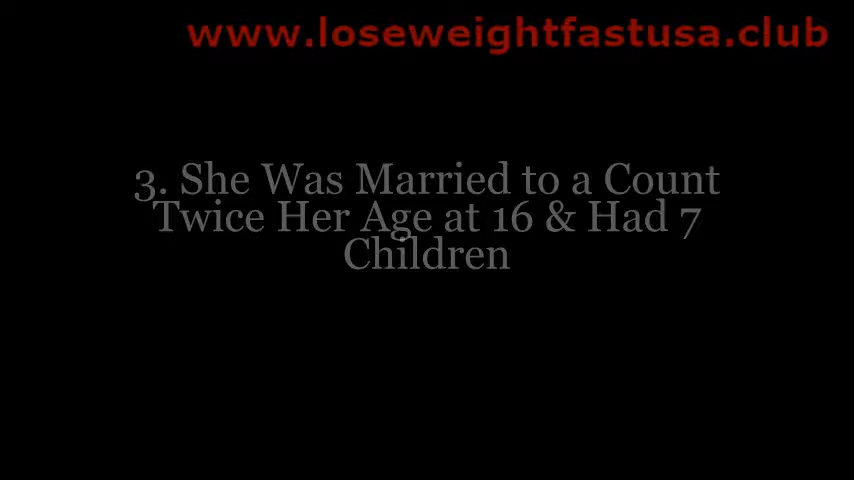 www.loseweightfastusa.club
3. She Was Married to a Count
Twice Her Age at 16 & Had 7
Children